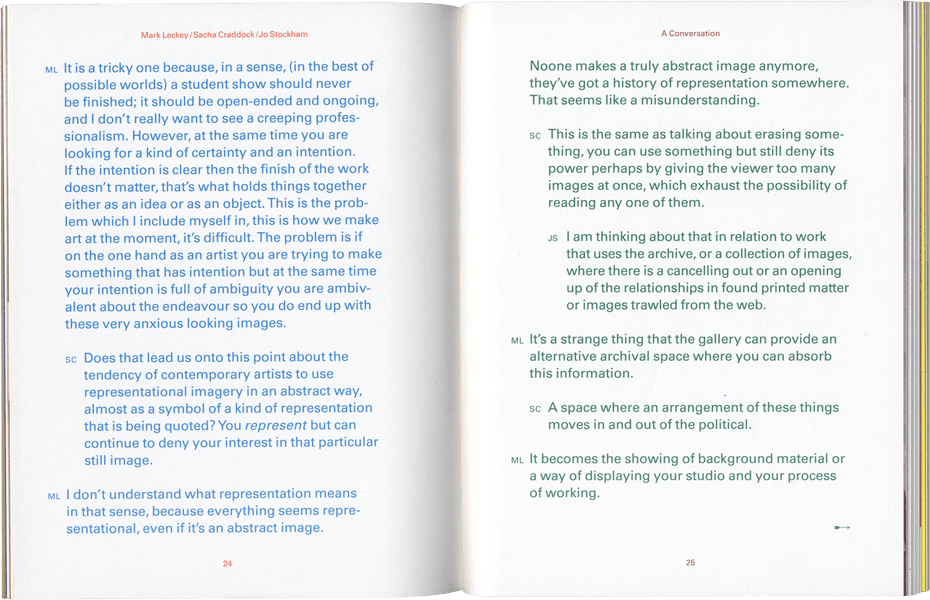 Mark Leckey/Sacha Craddock/Jo Stockham
ML It is a tricky one because, in a sense, (in the best of
possible worlds) a student show should never
be finished; it should be open-ended and ongoing,
and I don't really want to see a creeping profes-
sionalism. However, at the same time you are
looking for a kind of certainty and an intention.
If the intention is clear then the finish of the work
doesn't matter, that's what holds things together
either as an idea or as an object. This is the prob-
lem which I include myself in, this is how we make
art at the moment, it's difficult. The problem is if
on the one hand as an artist you are trying to make
something that has intention but at the same time
your intention is full of ambiguity you are ambiv-
alent about the endeavour so you do end up with
these very anxious looking images.
SC Does that lead us onto this point about the
tendency of contemporary artists to use
representational imagery in an abstract way,
almost as a symbol of a kind of representation
that is being quoted? You represent but can
continue to deny your interest in that particular
still image.
ML I don't understand what representation means
in that sense, because everything seems repre-
sentational, even if it's an abstract image.
24
A Conversation
Noone makes a truly abstract image anymore,
they've got a history of representation somewhere.
That seems like a misunderstanding.
SC This is the same as talking about erasing some-
thing, you can use something but still deny its
power perhaps by giving the viewer too many
images at once, which exhaust the possibility of
reading any one of them.
JS I am thinking about that in relation to work
that uses the archive, or a collection of images,
where there is a cancelling out or an opening
up of the relationships in found printed matter
or images trawled from the web.
ML It's a strange thing that the gallery can provide an
alternative archival space where you can absorb
this information.
SC A space where an arrangement of these things
moves in and out of the political.
ML It becomes the showing of background material or
a way of displaying your studio and your process
of working.
25